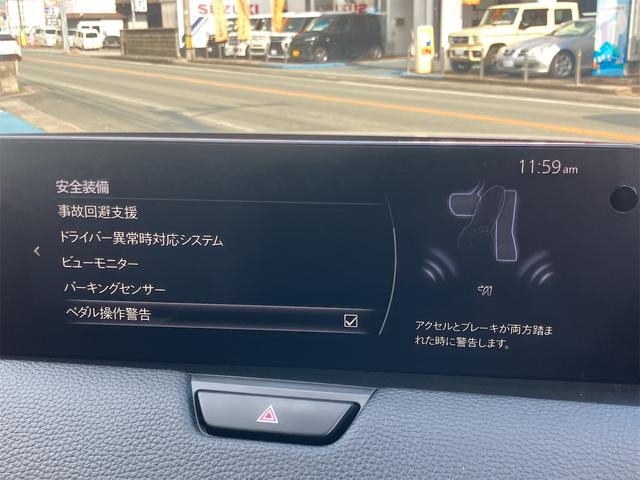 SUZUKI
11:59 am
安全装備
事故回避支援
ドライバー異常時対応システム
ビューモニター
パーキングセンサー
ペダル操作警告
アクセルとブレーキが両方踏ま
れた時に警告します。